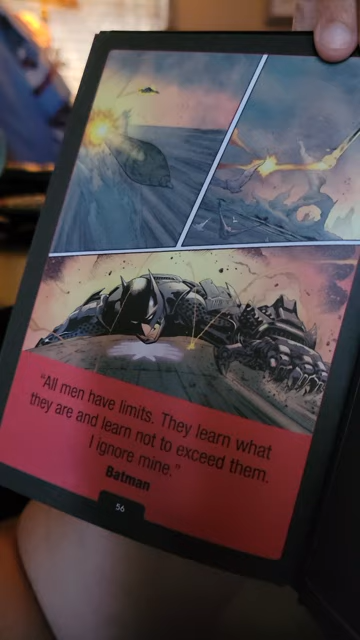 "All men have limits. They learn what
they are and learn not to exceed them.
I ignore mine."
Batman
56